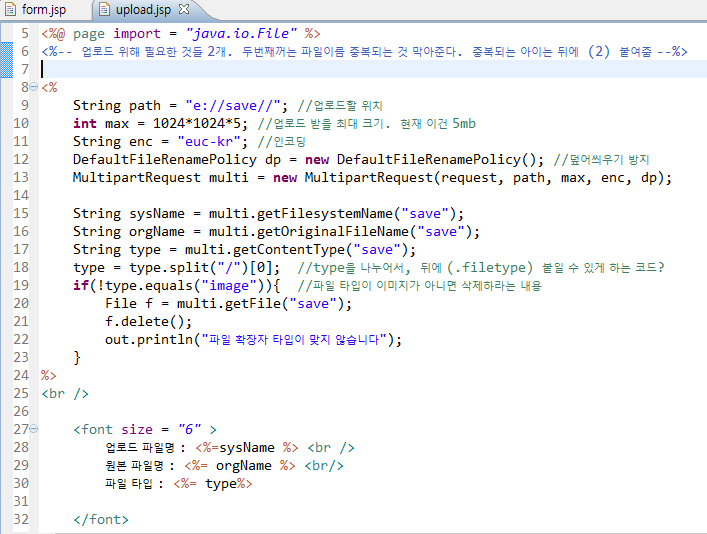 form.jsp
upload.jsp
5 <%@ page import = "java.io.File" %>
6 <%-- 업로드 위해 필요한 것들 2개. 두번째꺼는 파일이름 중복되는 것 막아준다. 중복되는 아이는 뒤에 (2) 붙여줌 --%>
7
8 <%
9 String path = "e://save//"; //업로드할 위치
10 int max = 1024*1024*5; //업로드 받을 최대 크기. 현재 이건 5mb
11 String enc = "euc-kr"; //인코딩
12 DefaultFileRenamePolicy dp = new DefaultFileRenamePolicy(); //덮어씌우기 방지
13 MultipartRequest multi = new MultipartRequest(request, path, max, enc, dp);
14
15 String sysName = multi.getFilesystemName("save");
16 String orgName = multi.getOriginalFileName("save");
17 String type = multi.getContentType("save");
18 type = type.split("/")[0]; //type을 나누어서, 뒤에 (.filetype) 붙일 수 있게 하는 코드?
19 if(!type.equals("image")){ //파일 타입이 이미지가 아니면 삭제하라는 내용
20 File f = multi.getFile("save");
21 f.delete();
22 out.println("파일 확장자 타입이 맞지 않습니다");
23 }
24 %>
25 <br />
26
27 <font size = "6" >
28 업로드 파일명 : <%=sysName %> <br />
29 원본 파일명 : <%= orgName %> <br/>
30 파일 타입 : <%= type%>
31
32 </font>